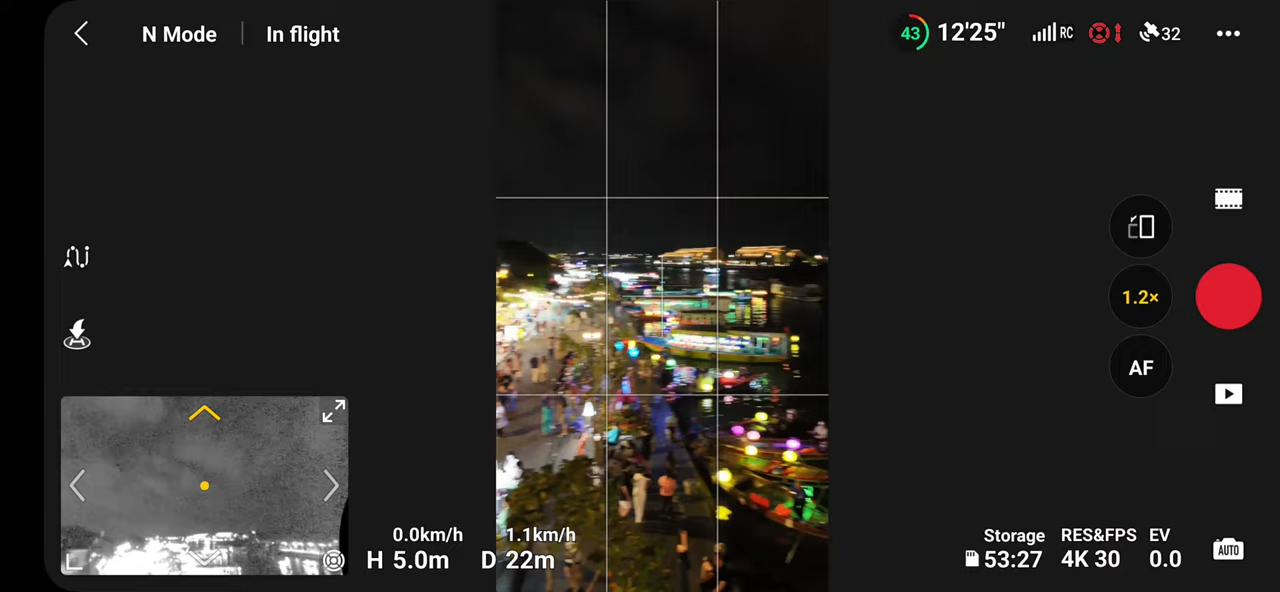 N Mode In flight 43 12'25" RC 32
1.2×
AF
0.0km/h 1.1km/h
H 5.0m D 22m
Storage RES&FPS EV
53:27 4K 30 0.0
AUTO